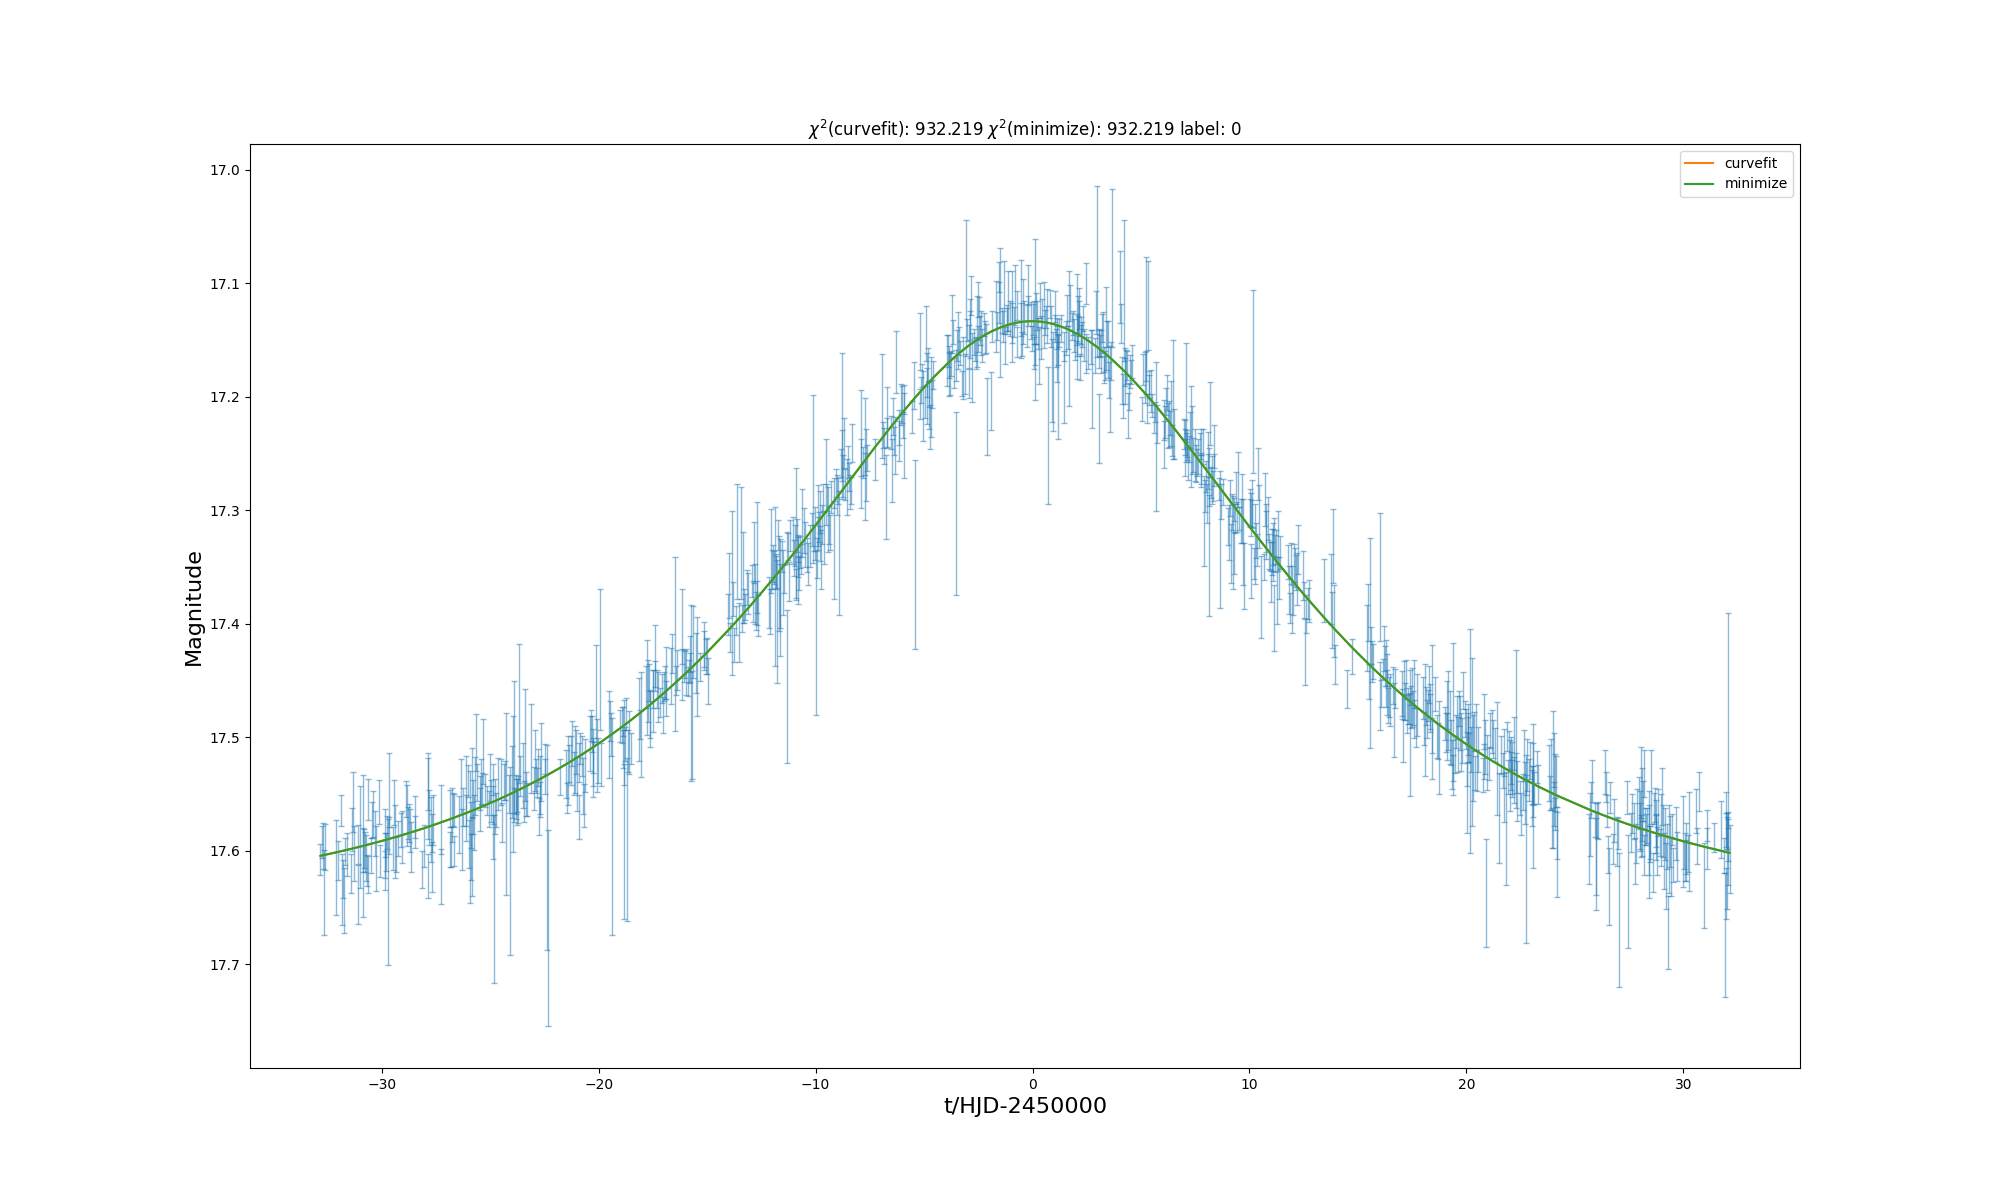 χ²(curvefit): 932.219 χ²(minimize): 932.219 label: 0
curvefit
minimize
17.0
17.1
17.2
17.3
17.4
17.5
17.6
17.7
Magnitude
−30 −20 −10 0 10 20 30
t/HJD-2450000